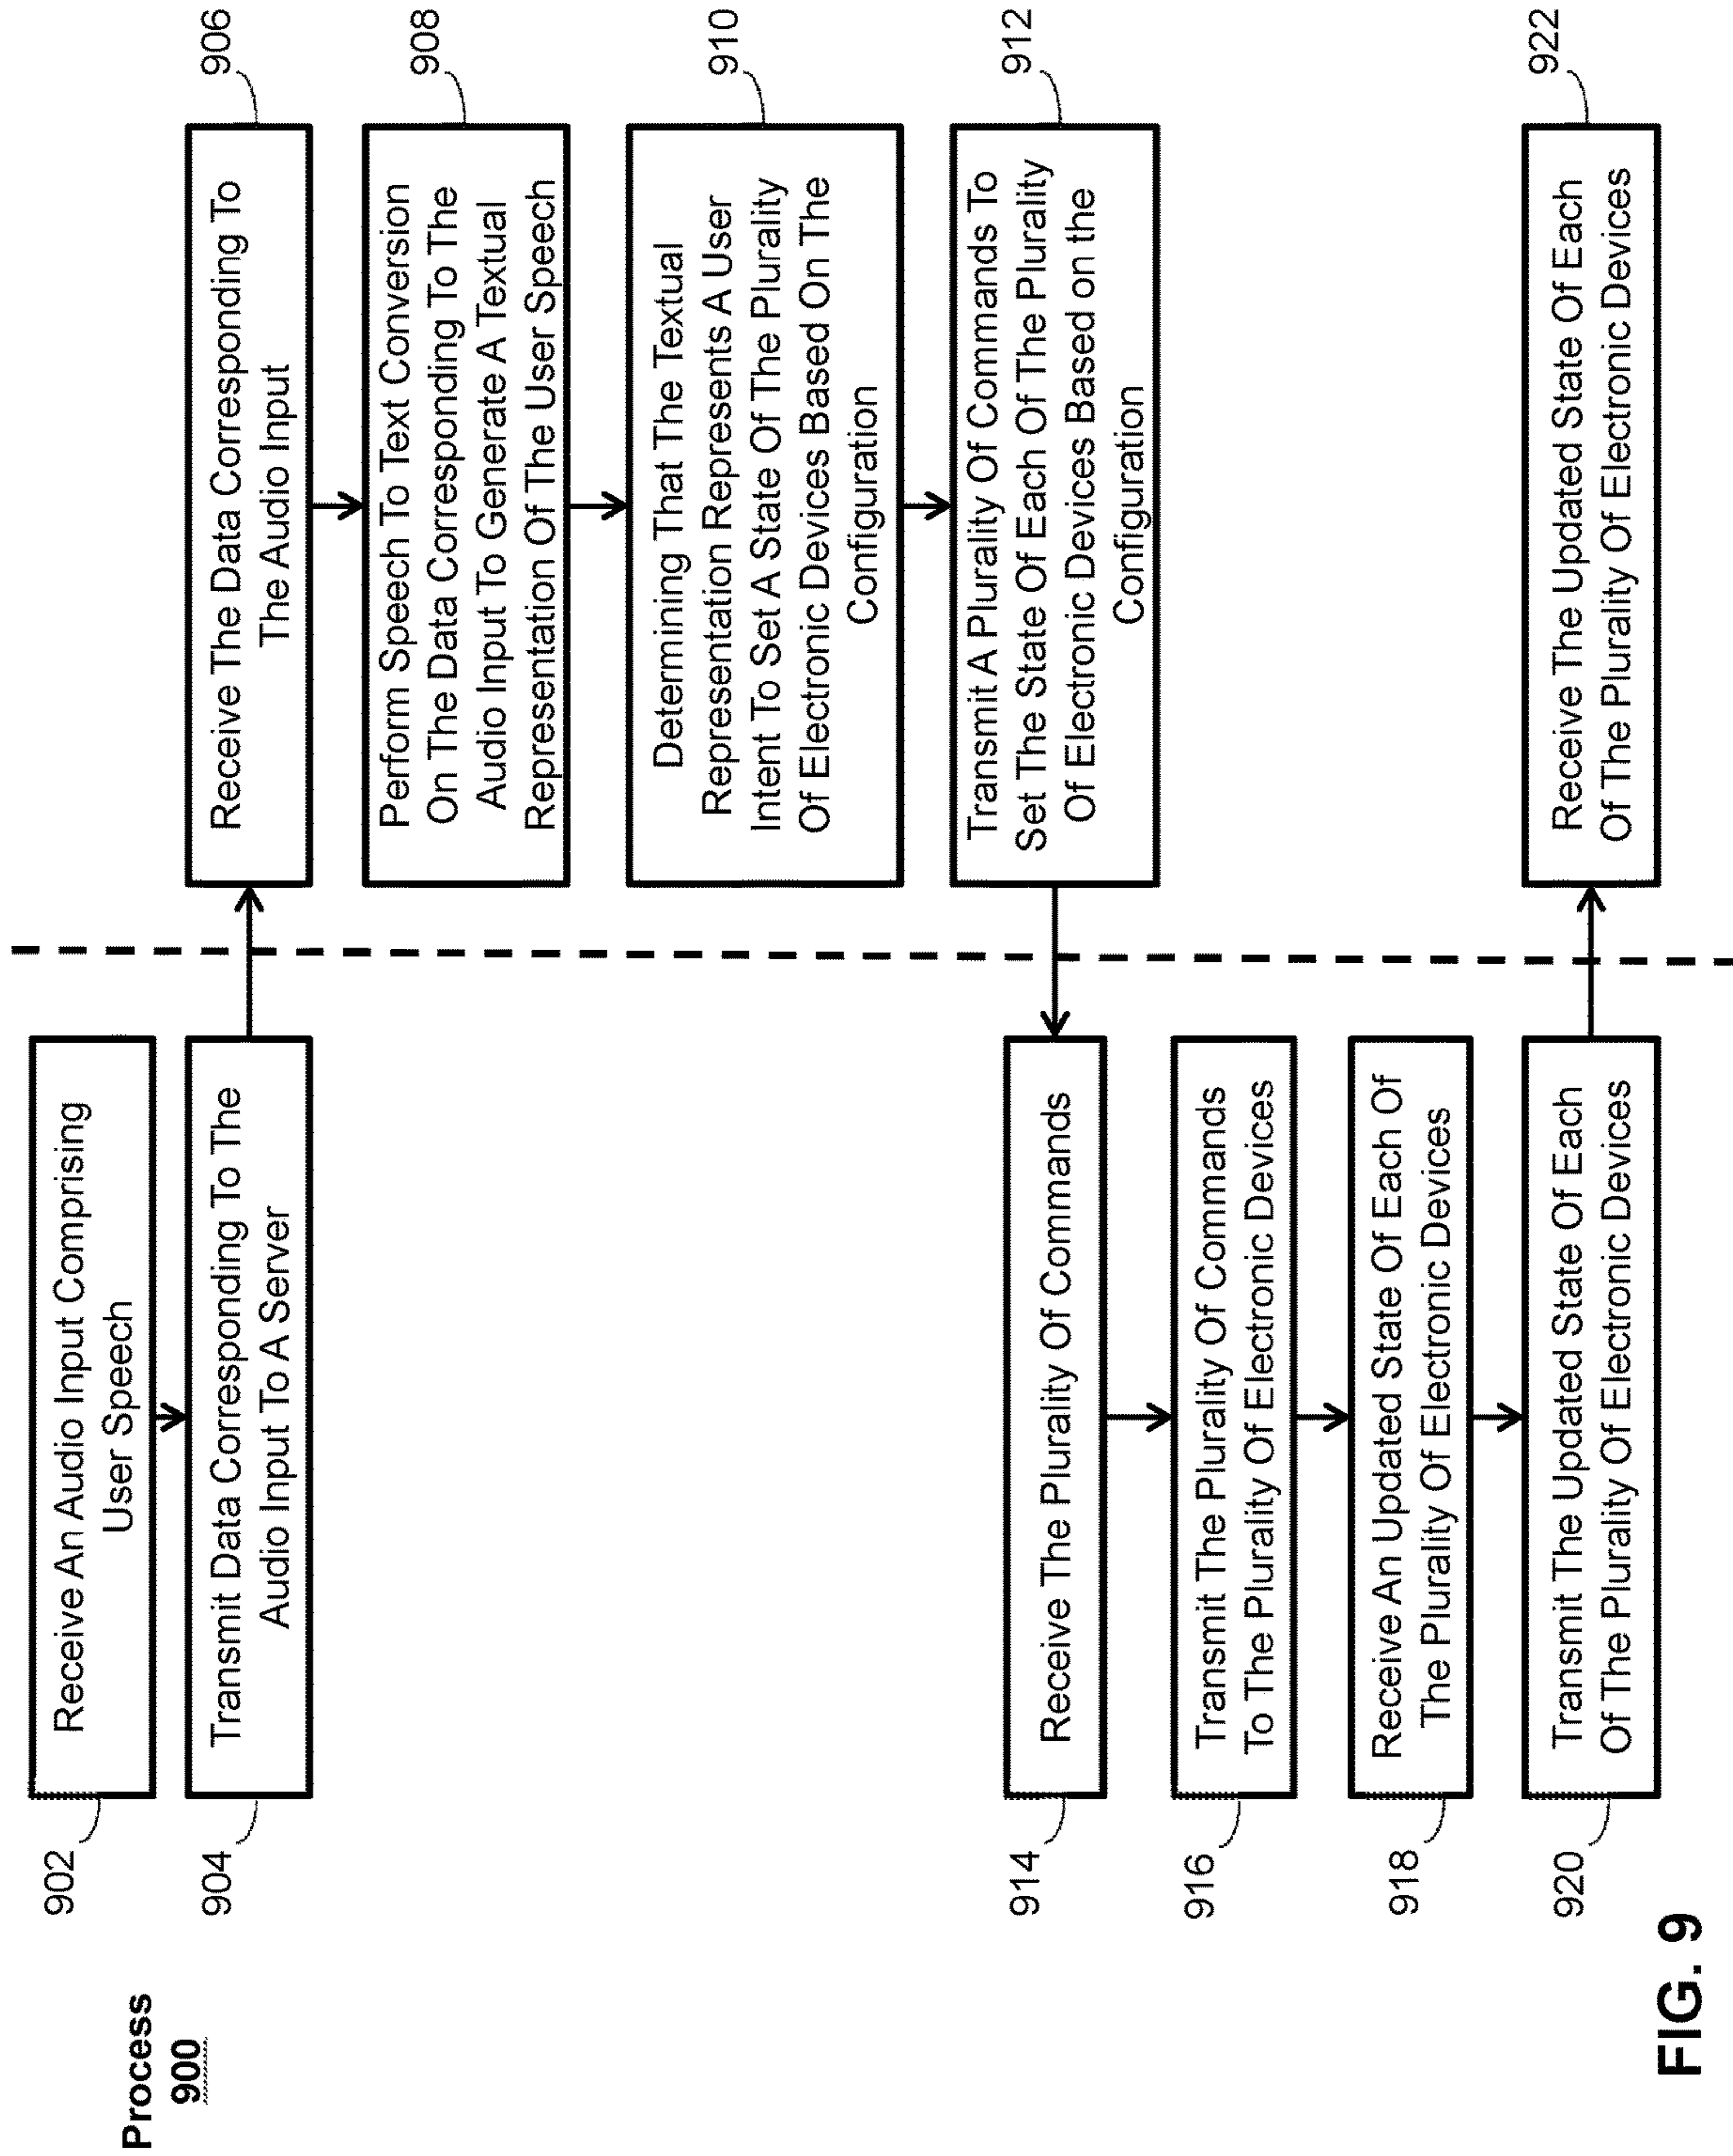 Process
900
902
Receive An Audio Input Comprising
User Speech
904
Transmit Data Corresponding To The
Audio Input To A Server
906
Receive The Data Corresponding To
The Audio Input
908
Perform Speech To Text Conversion
On The Data Corresponding To The
Audio Input To Generate A Textual
Representation Of The User Speech
910
Determining That The Textual
Representation Represents A User
Intent To Set A State Of The Plurality
Of Electronic Devices Based On The
Configuration
912
Transmit A Plurality Of Commands To
Set The State Of Each Of The Plurality
Of Electronic Devices Based on the
Configuration
914
Receive The Plurality Of Commands
916
Transmit The Plurality Of Commands
To The Plurality Of Electronic Devices
918
Receive An Updated State Of Each Of
The Plurality Of Electronic Devices
920
Transmit The Updated State Of Each
Of The Plurality Of Electronic Devices
922
Receive The Updated State Of Each
Of The Plurality Of Electronic Devices
FIG. 9